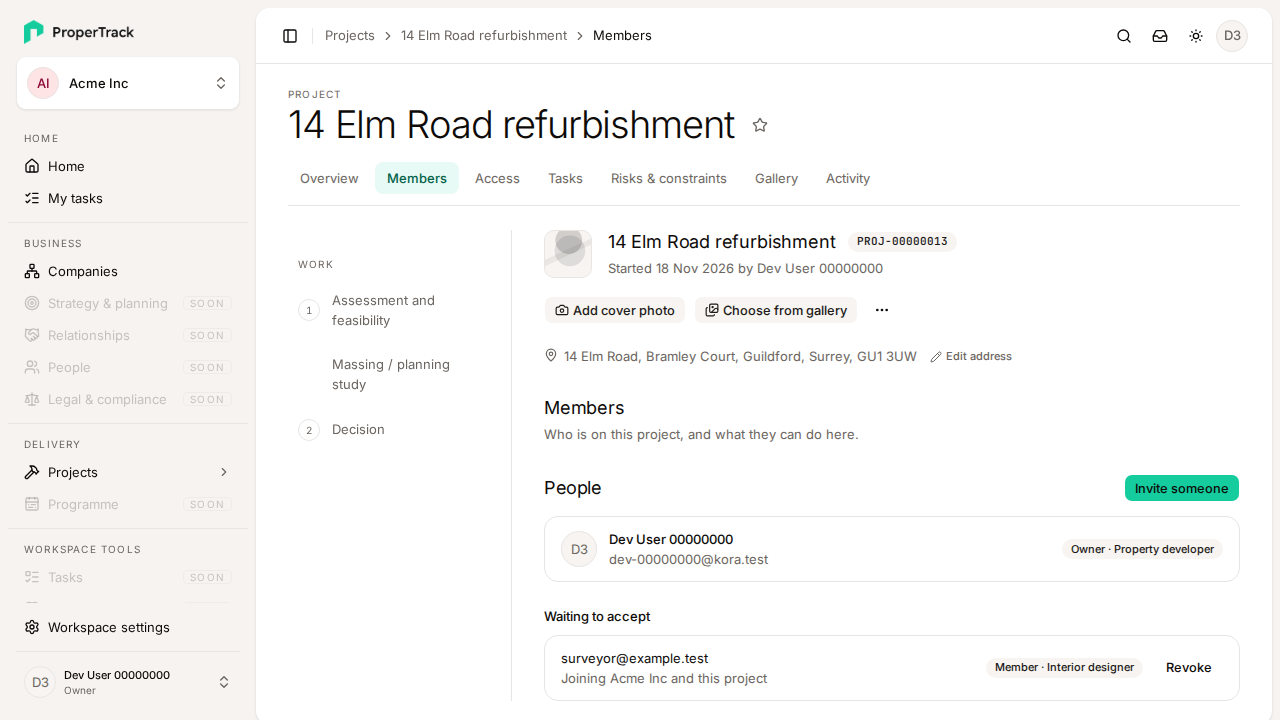 ProperTrack
AI
Acme Inc
HOME
Home
My tasks
BUSINESS
Companies
Strategy & planning SOON
Relationships SOON
People SOON
Legal & compliance SOON
DELIVERY
Projects
Programme SOON
WORKSPACE TOOLS
Tasks SOON
Workspace settings
D3
Dev User 00000000
Owner
Projects
14 Elm Road refurbishment
Members
D3
PROJECT
14 Elm Road refurbishment
Overview
Members
Access
Tasks
Risks & constraints
Gallery
Activity
WORK
1 Assessment and
feasibility
Massing / planning
study
2 Decision
14 Elm Road refurbishment PROJ-00000013
Started 18 Nov 2026 by Dev User 00000000
Add cover photo
Choose from gallery
14 Elm Road, Bramley Court, Guildford, Surrey, GU1 3UW
Edit address
Members
Who is on this project, and what they can do here.
People
Invite someone
D3
Dev User 00000000
dev-00000000@kora.test
Owner · Property developer
Waiting to accept
surveyor@example.test
Joining Acme Inc and this project
Member · Interior designer
Revoke